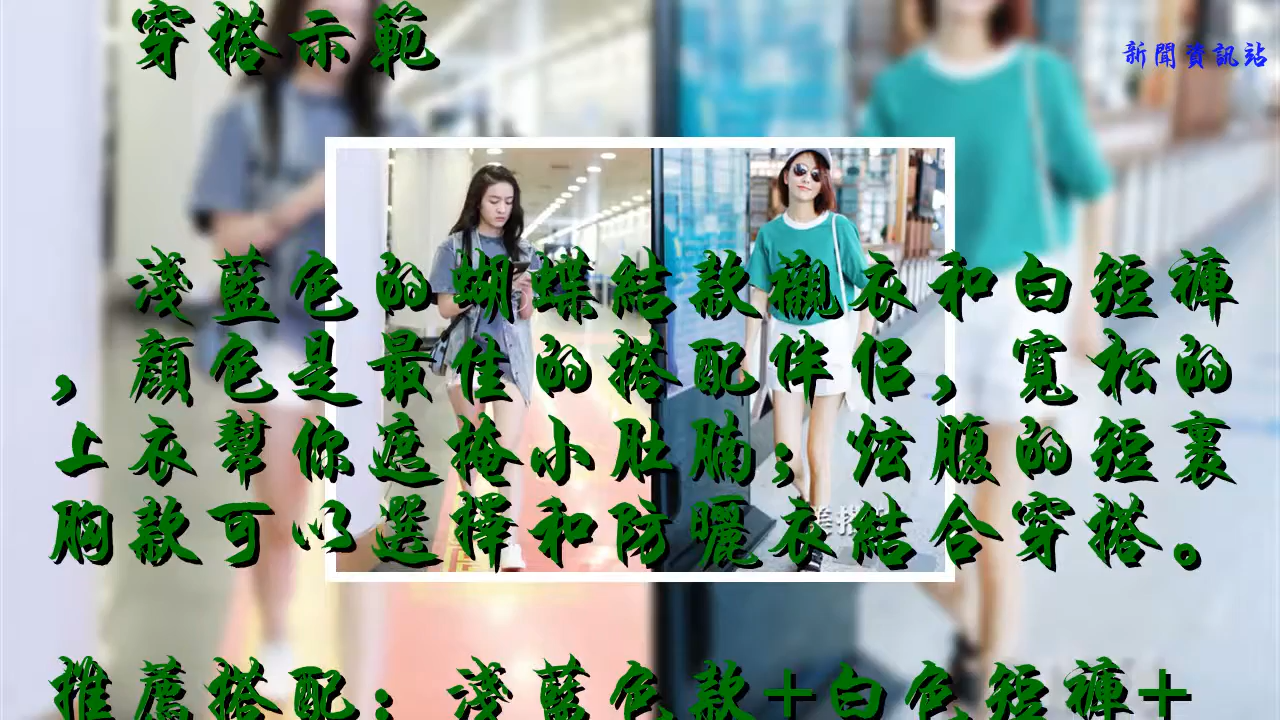 穿搭示範
新聞資訊站
淺藍色的蝴蝶結款襯衣和白短褲
，顏色是最佳的搭配伴侶，寬松的
上衣幫你遮掩小肚腩；炫腹的短裹
胸款可以選擇和防曬衣結合穿搭。
推薦搭配：淺藍色款+白色短褲+